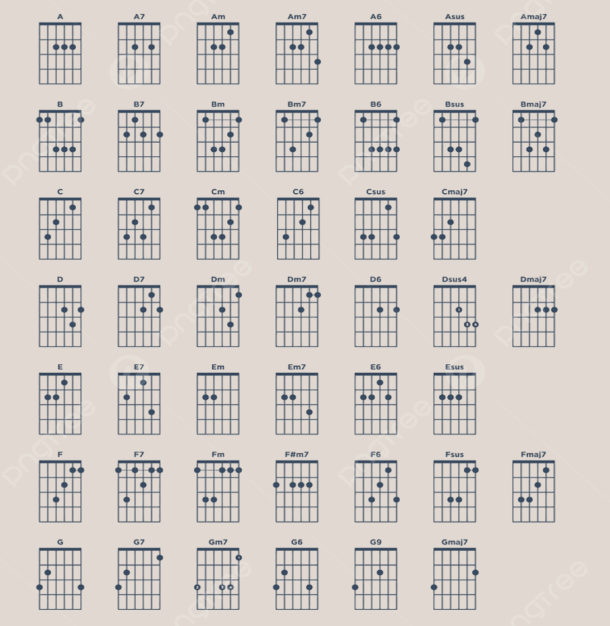 A A7 Am Am7 A6 Asus Amaj7
B B7 Bm Bm7 B6 Bsus Bmaj7
C C7 Cm C6 Csus Cmaj7
D D7 Dm Dm7 D6 Dsus4 Dmaj7
E E7 Em Em7 E6 Esus
F F7 Fm F#m7 F6 Fsus Fmaj7
G G7 Gm7 G6 G9 Gmaj7